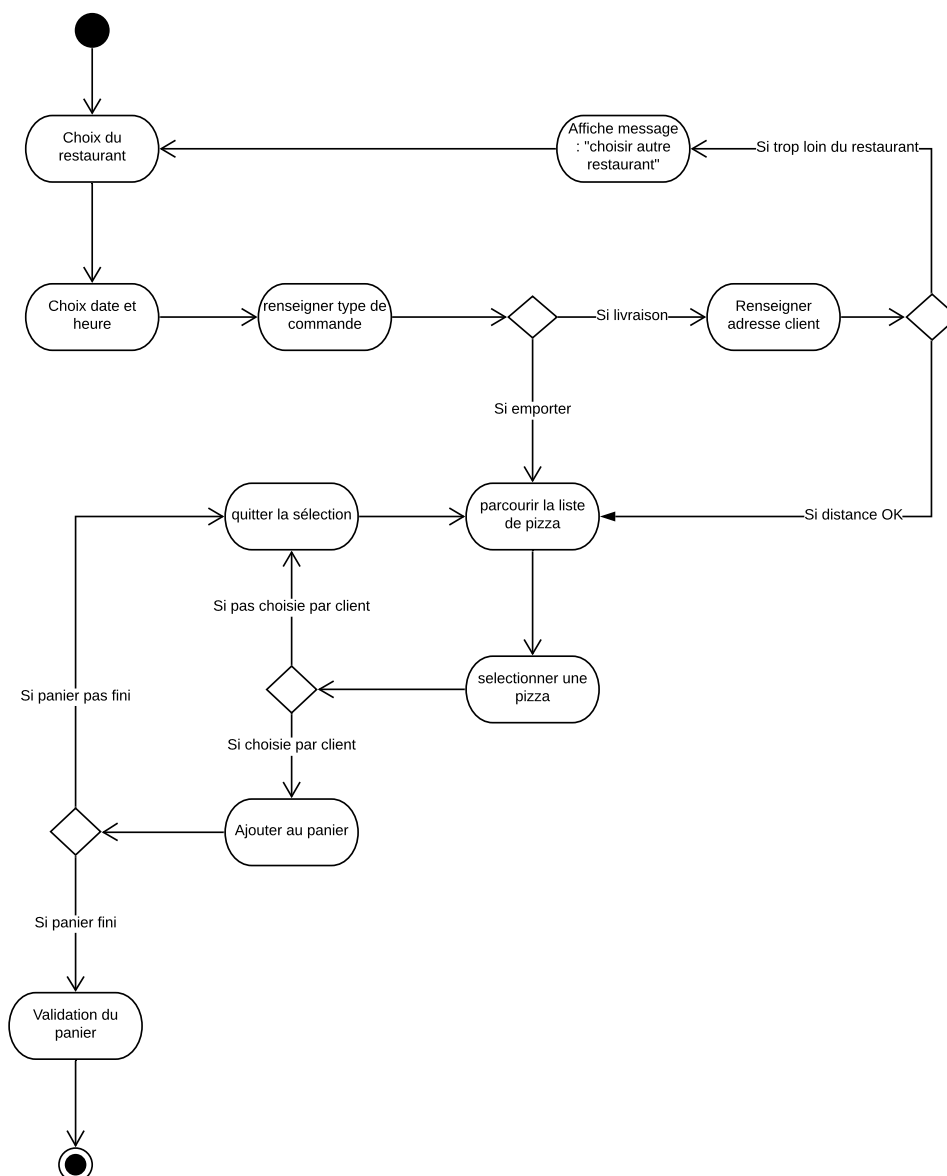 Choix du
restaurant
Affiche message
: "choisir autre
restaurant"
Si trop loin du restaurant
Choix date et
heure
renseigner type de
commande
Si livraison
Renseigner
adresse client
Si emporter
quitter la sélection
parcourir la liste
de pizza
Si distance OK
Si pas choisie par client
selectionner une
pizza
Si panier pas fini
Si choisie par client
Ajouter au panier
Si panier fini
Validation du
panier